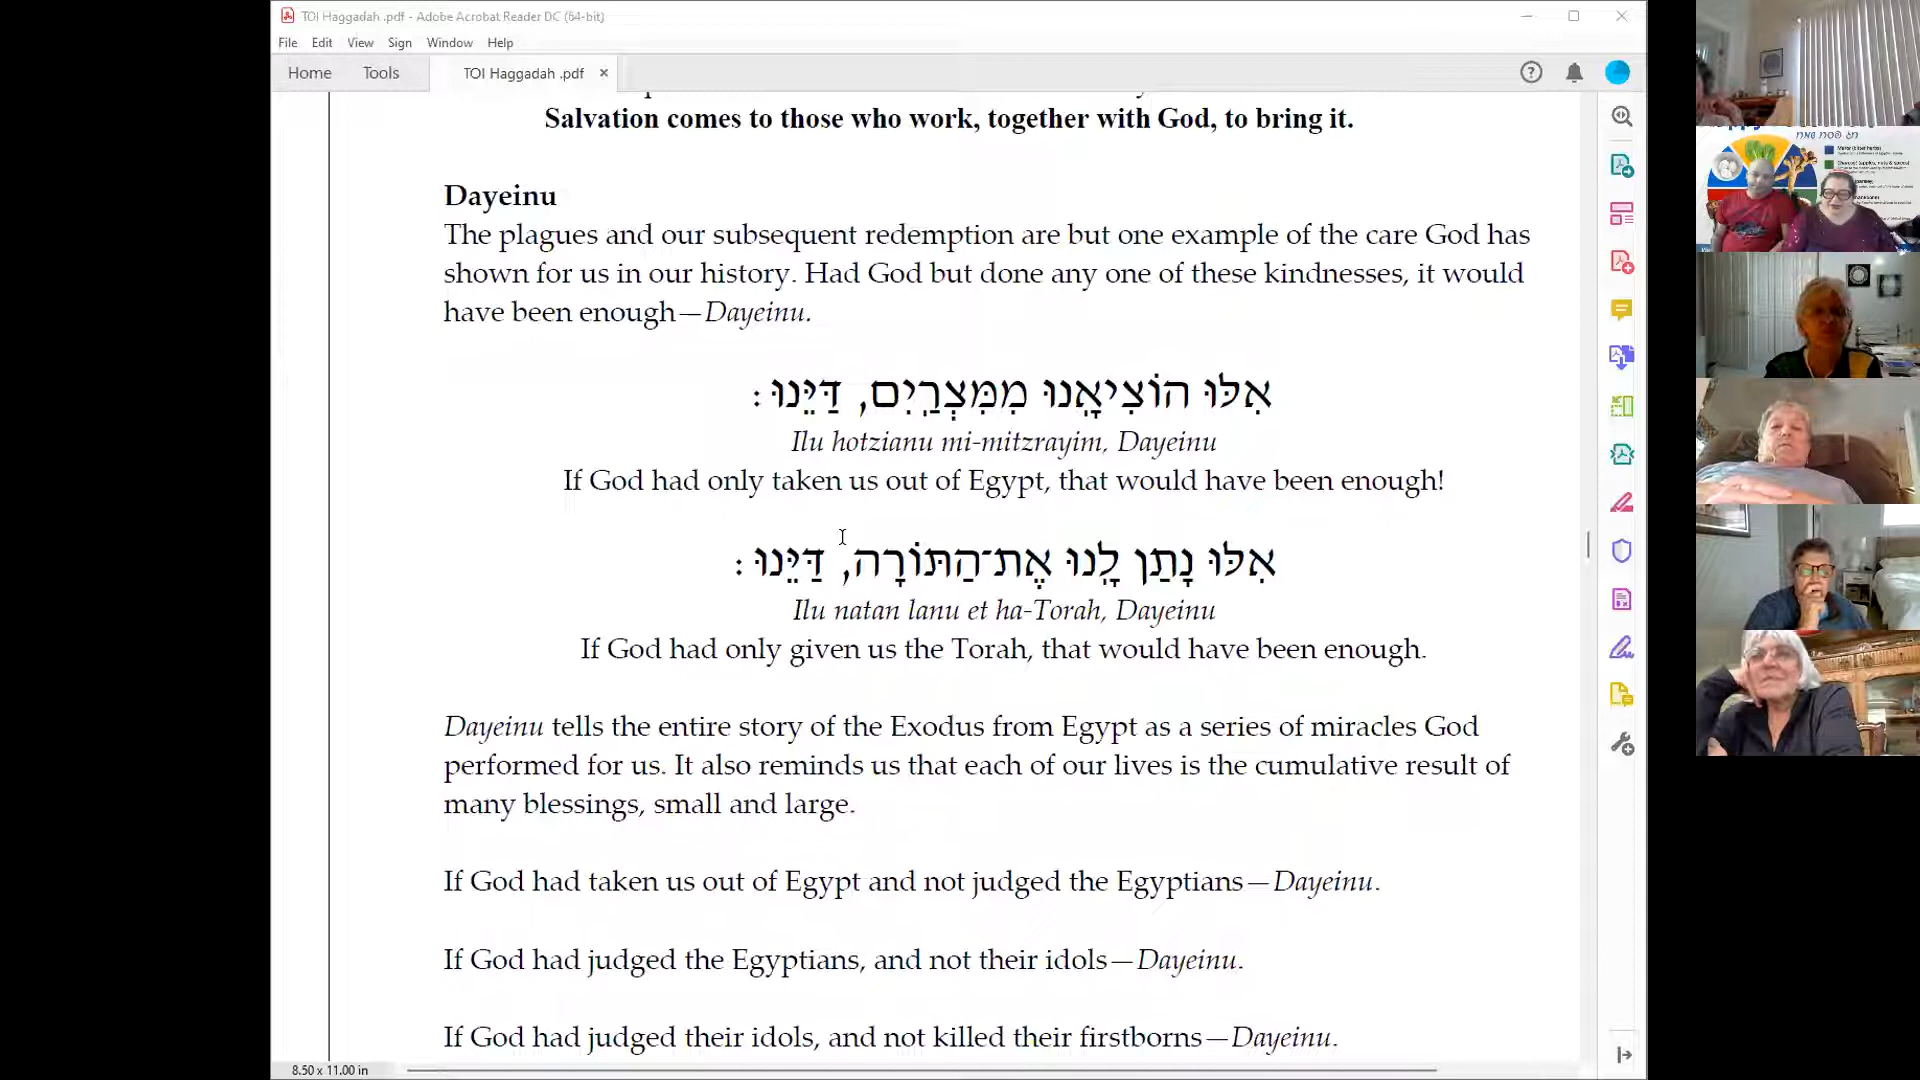 TOI Haggadah .pdf - Adobe Acrobat Reader DC (64-bit)
File Edit View Sign Window Help
Home Tools TOI Haggadah .pdf ×
Salvation comes to those who work, together with God, to bring it.
Dayeinu
The plagues and our subsequent redemption are but one example of the care God has
shown for us in our history. Had God but done any one of these kindnesses, it would
have been enough—Dayeinu.
אִלּוּ הוֹצִיאָֽנוּ מִמִּצְרַֽיִם, דַּיֵּנוּ:
Ilu hotzianu mi-mitzrayim, Dayeinu
If God had only taken us out of Egypt, that would have been enough!
אִלּוּ נָתַן לָֽנוּ אֶת־הַתּוֹרָה, דַּיֵּנוּ:
Ilu natan lanu et ha-Torah, Dayeinu
If God had only given us the Torah, that would have been enough.
Dayeinu tells the entire story of the Exodus from Egypt as a series of miracles God
performed for us. It also reminds us that each of our lives is the cumulative result of
many blessings, small and large.
If God had taken us out of Egypt and not judged the Egyptians—Dayeinu.
If God had judged the Egyptians, and not their idols—Dayeinu.
If God had judged their idols, and not killed their firstborns—Dayeinu.
8.50 x 11.00 in
חג פסח שמח